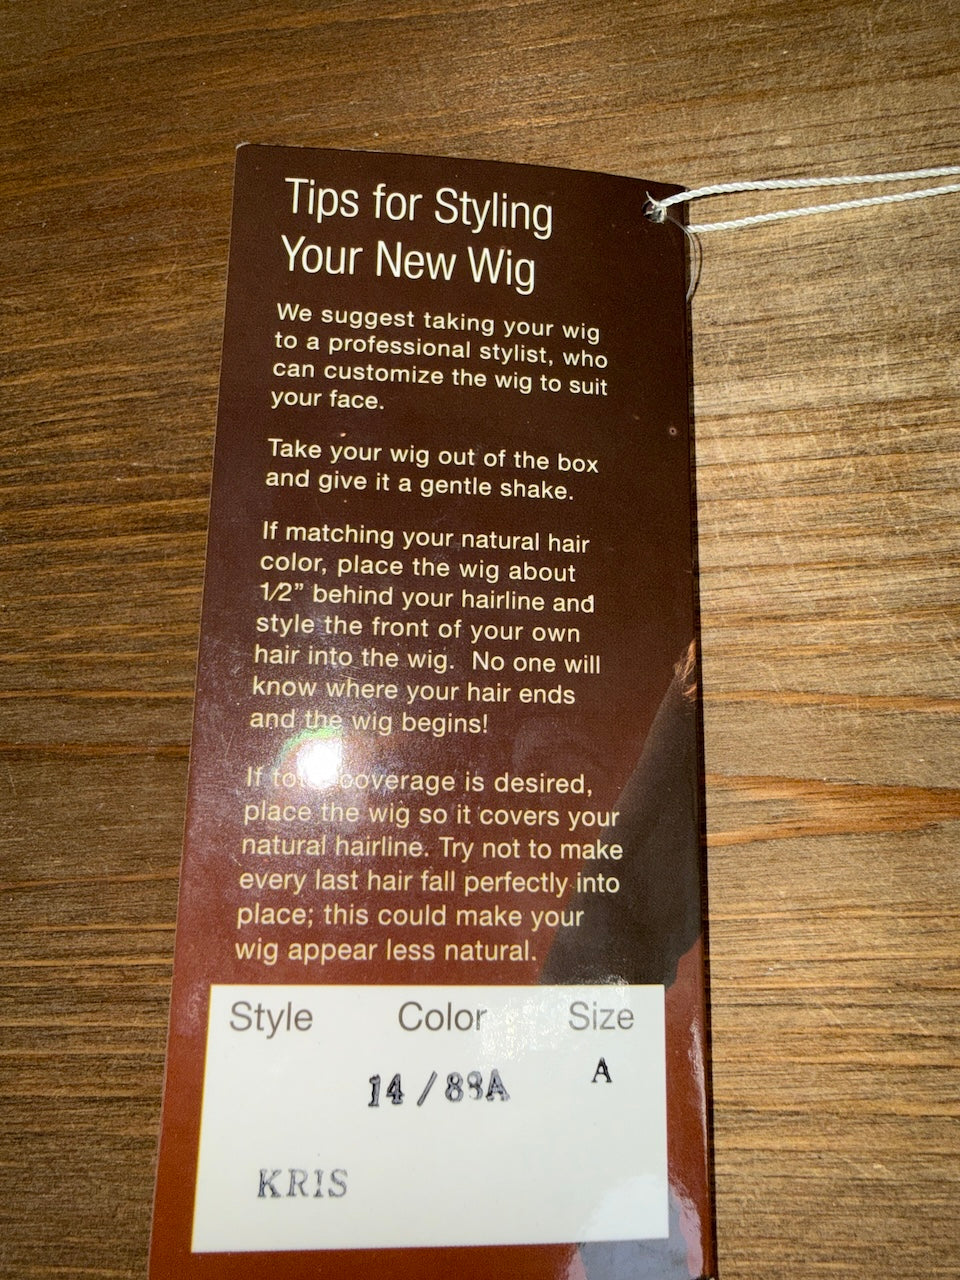 Tips for Styling
Your New Wig
We suggest taking your wig
to a professional stylist, who
can customize the wig to suit
your face.
Take your wig out of the box
and give it a gentle shake.
If matching your natural hair
color, place the wig about
1/2” behind your hairline and
style the front of your own
hair into the wig.  No one will
know where your hair ends
and the wig begins!
If total coverage is desired,
place the wig so it covers your
natural hairline. Try not to make
every last hair fall perfectly into
place; this could make your
wig appear less natural.
Style Color Size
14/88A A
KRIS